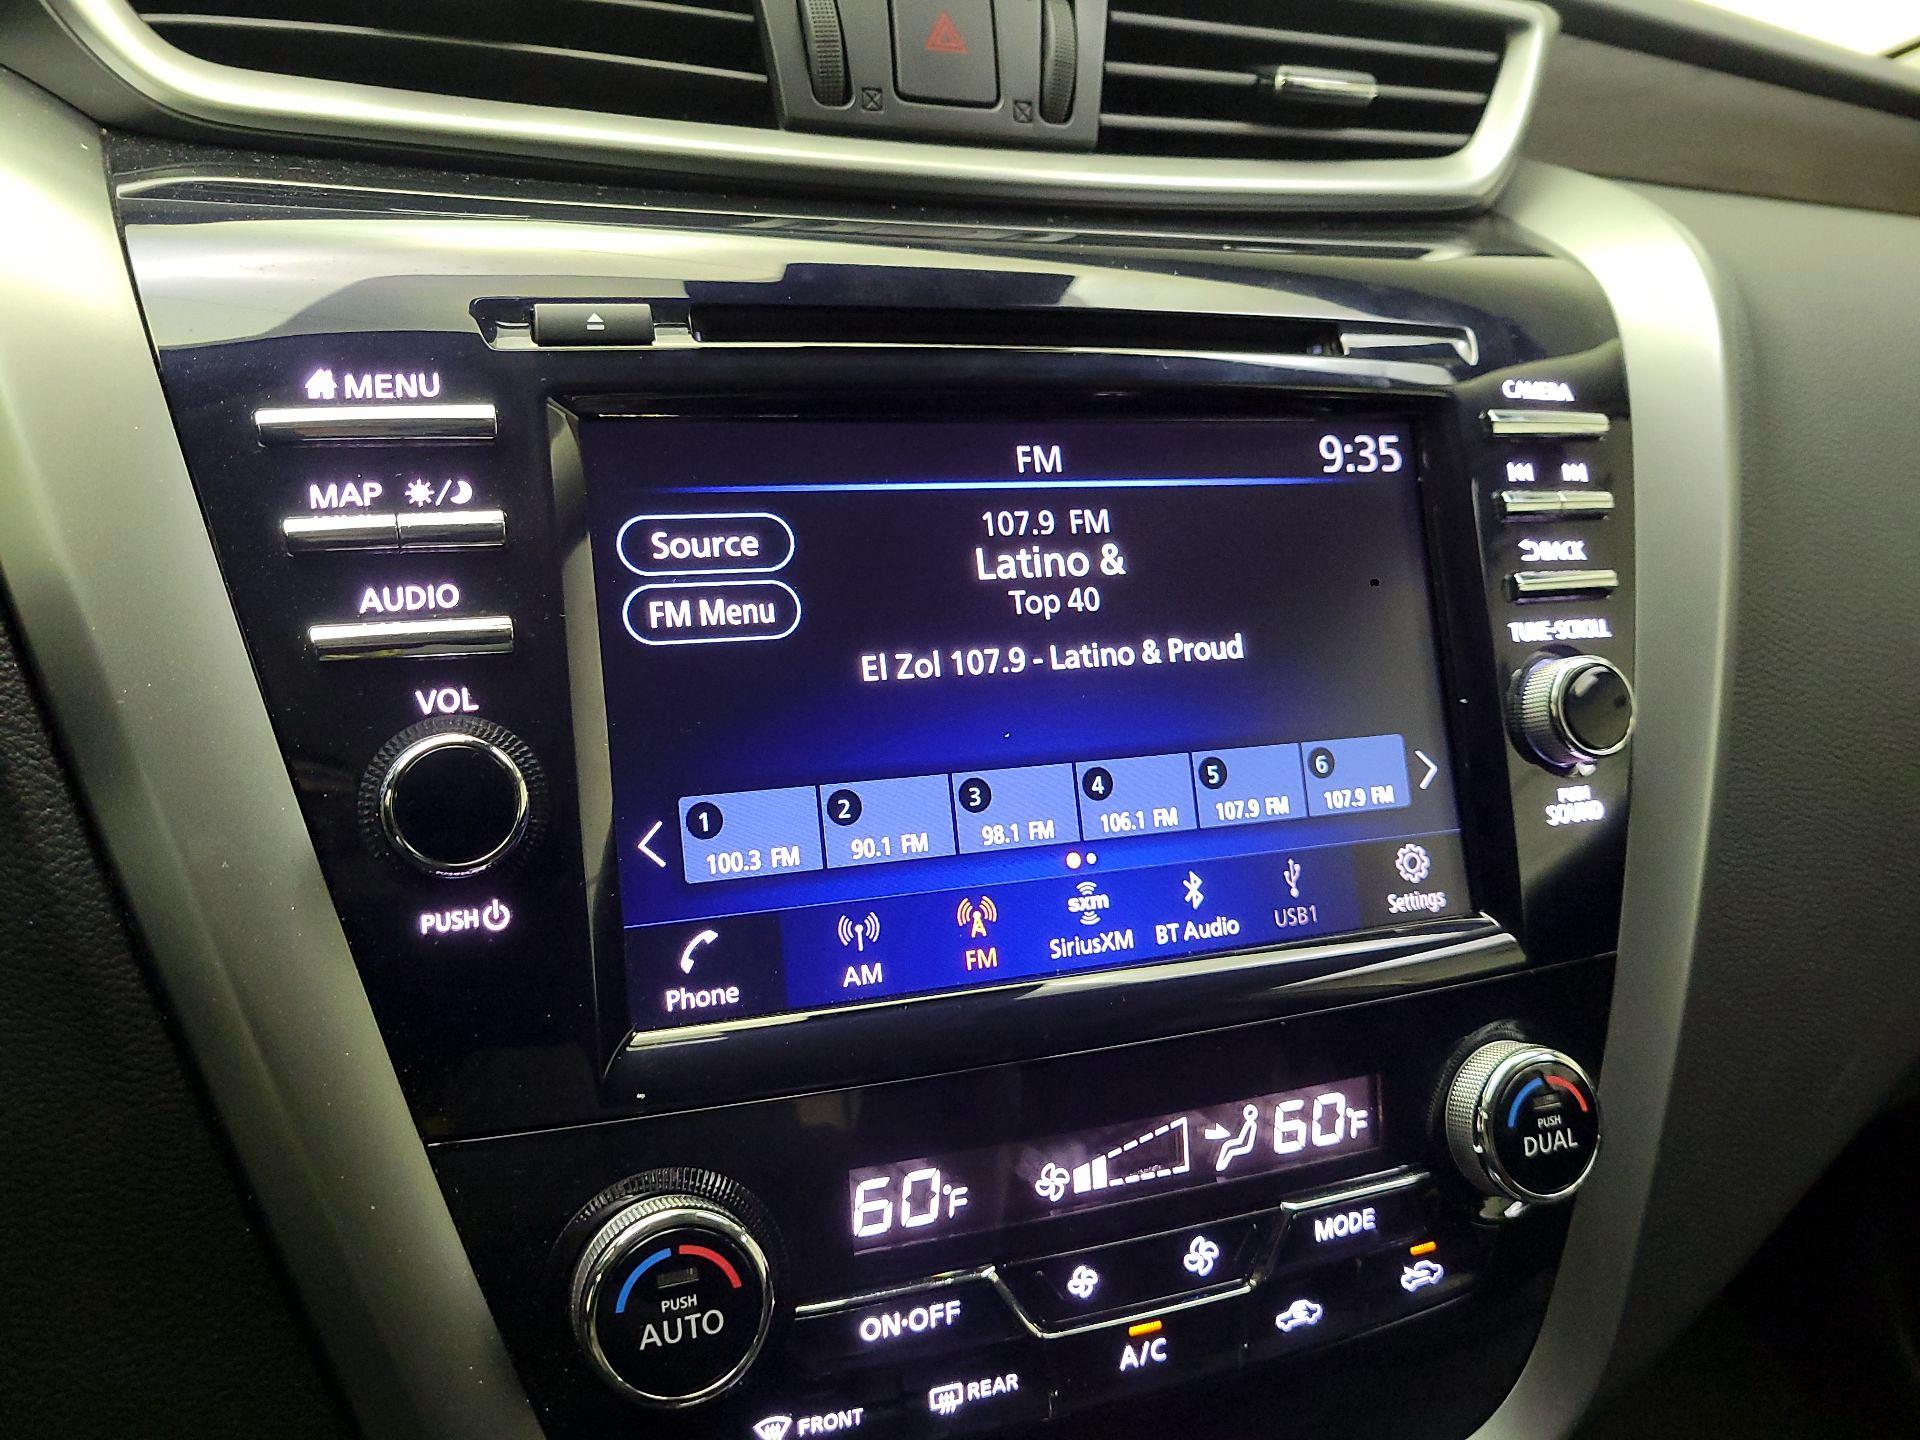 MENU
MAP
AUDIO
VOL
PUSH
FM
9:35
Source
FM Menu
107.9 FM
Latino &
Top 40
El Zol 107.9 - Latino & Proud
1
100.3 FM
2
90.1 FM
3
98.1 FM
4
106.1 FM
5
107.9 FM
6
107.9 FM
Phone
AM
FM
sxm
SiriusXM
BT Audio
USB1
Settings
CAMERA
BACK
TUNE·SCROLL
PUSH
SOUND
60°F
60°F
PUSH
AUTO
PUSH
DUAL
ON·OFF
MODE
A/C
FRONT
REAR